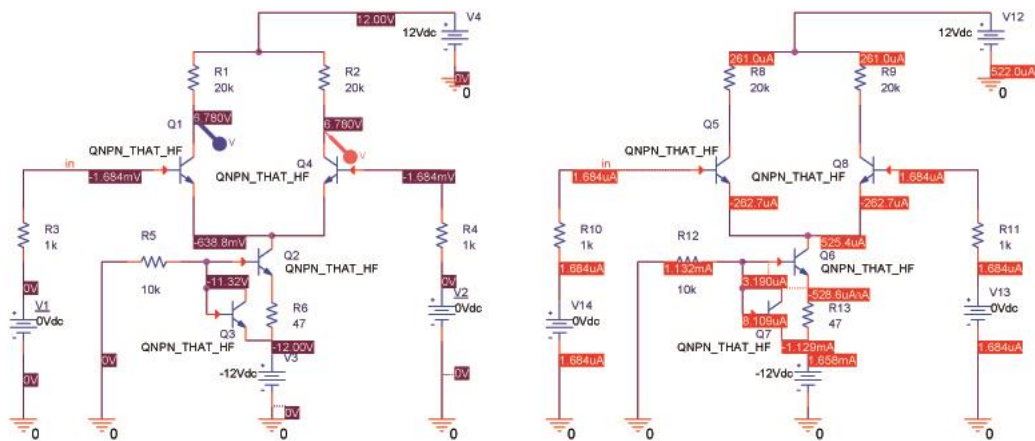 12.00V
V4
12Vdc
0V
0
R1
20k
R2
20k
6.780V
6.780V
Q1
V
V
Q4
QNPN_THAT_HF
QNPN_THAT_HF
in
-1.684mV
-1.684mV
R3
1k
R4
1k
-638.8mV
R5
10k
Q2
QNPN_THAT_HF
-11.32V
R6
47
Q3
QNPN_THAT_HF
-12.00V
V3
-12Vdc
0V
V1
0Vdc
0V
0V
V2
0Vdc
0V
0V
0V
0
0
0
0
V12
12Vdc
522.0uA
0
261.0uA
261.0uA
R8
20k
R9
20k
Q5
QNPN_THAT_HF
Q8
QNPN_THAT_HF
in
1.684uA
1.684uA
-262.7uA
-262.7uA
R10
1k
R11
1k
525.4uA
R12
1.132mA
10k
Q6
QNPN_THAT_HF
3.190uA
R13
47
8.109uA
Q7
QNPN_THAT_HF
-1.129mA
1.658mA
-12Vdc
1.684uA
V14
0Vdc
1.684uA
1.684uA
V13
0Vdc
1.684uA
0
0
0
0